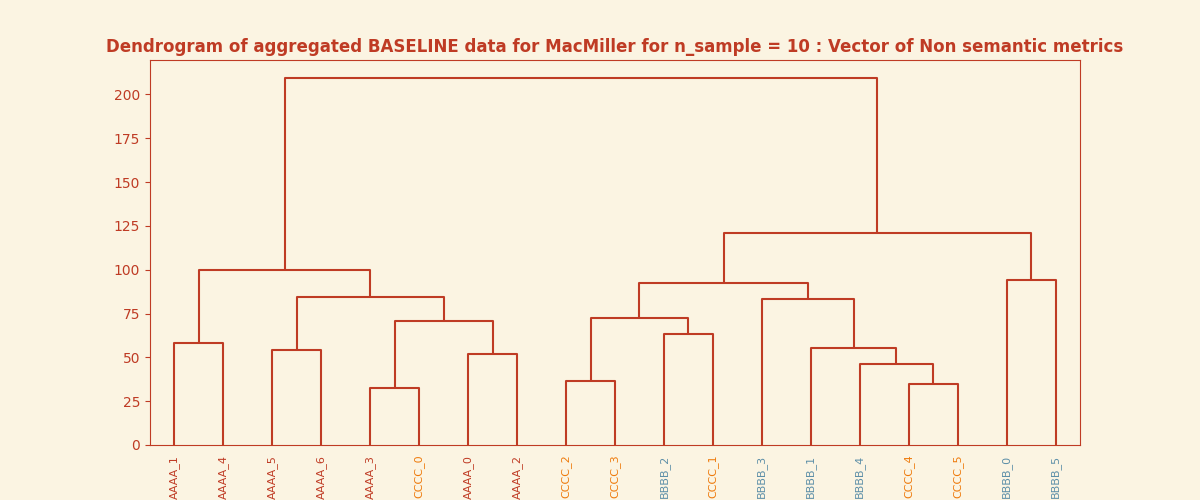 Dendrogram of aggregated BASELINE data for MacMiller for n_sample = 10 : Vector of Non semantic metrics
200
175
150
125
100
75
50
25
0
AAAA_1
AAAA_4
AAAA_5
AAAA_6
AAAA_3
CCCC_0
AAAA_0
AAAA_2
CCCC_2
CCCC_3
BBBB_2
CCCC_1
BBBB_3
BBBB_1
BBBB_4
CCCC_4
CCCC_5
BBBB_0
BBBB_5